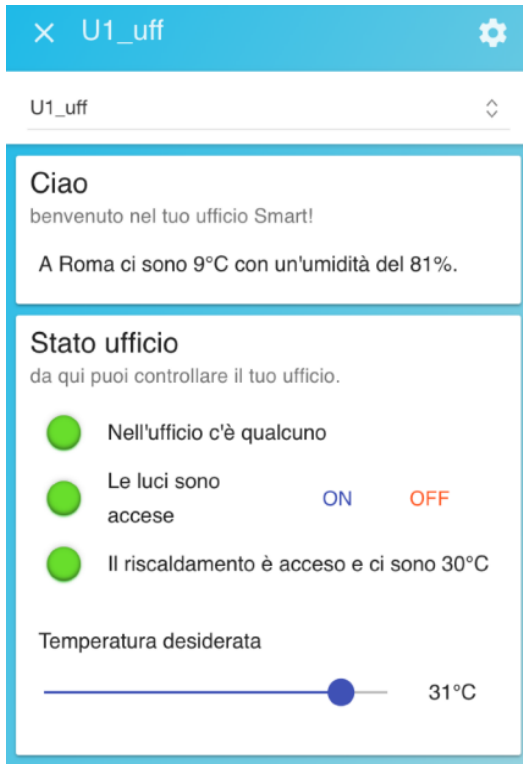 U1_uff
U1_uff
Ciao
benvenuto nel tuo ufficio Smart!
A Roma ci sono 9°C con un'umidità del 81%.
Stato ufficio
da qui puoi controllare il tuo ufficio.
Nell'ufficio c'è qualcuno
Le luci sono
accese
ON OFF
Il riscaldamento è acceso e ci sono 30°C
Temperatura desiderata
31°C